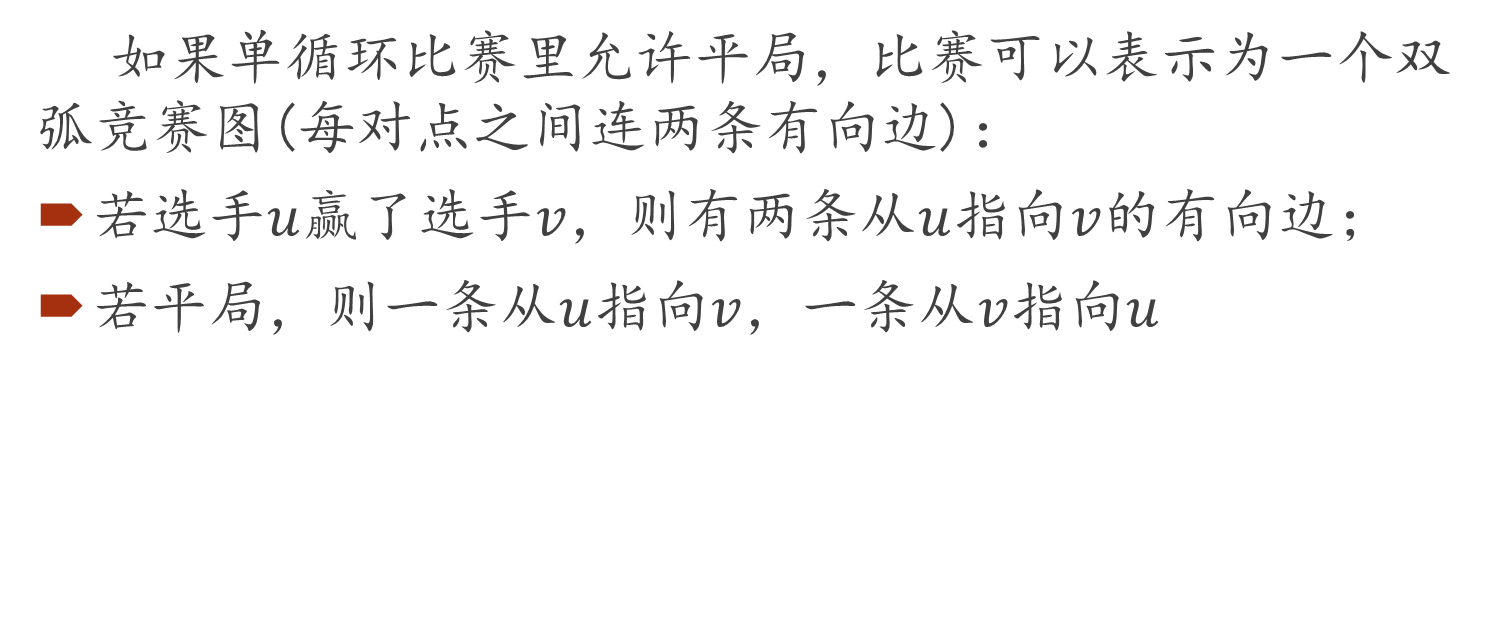 如果单循环比赛里允许平局，比赛可以表示为一个双
弧竞赛图(每对点之间连两条有向边)：
若选手u赢了选手v，则有两条从u指向v的有向边；
若平局，则一条从u指向v，一条从v指向u